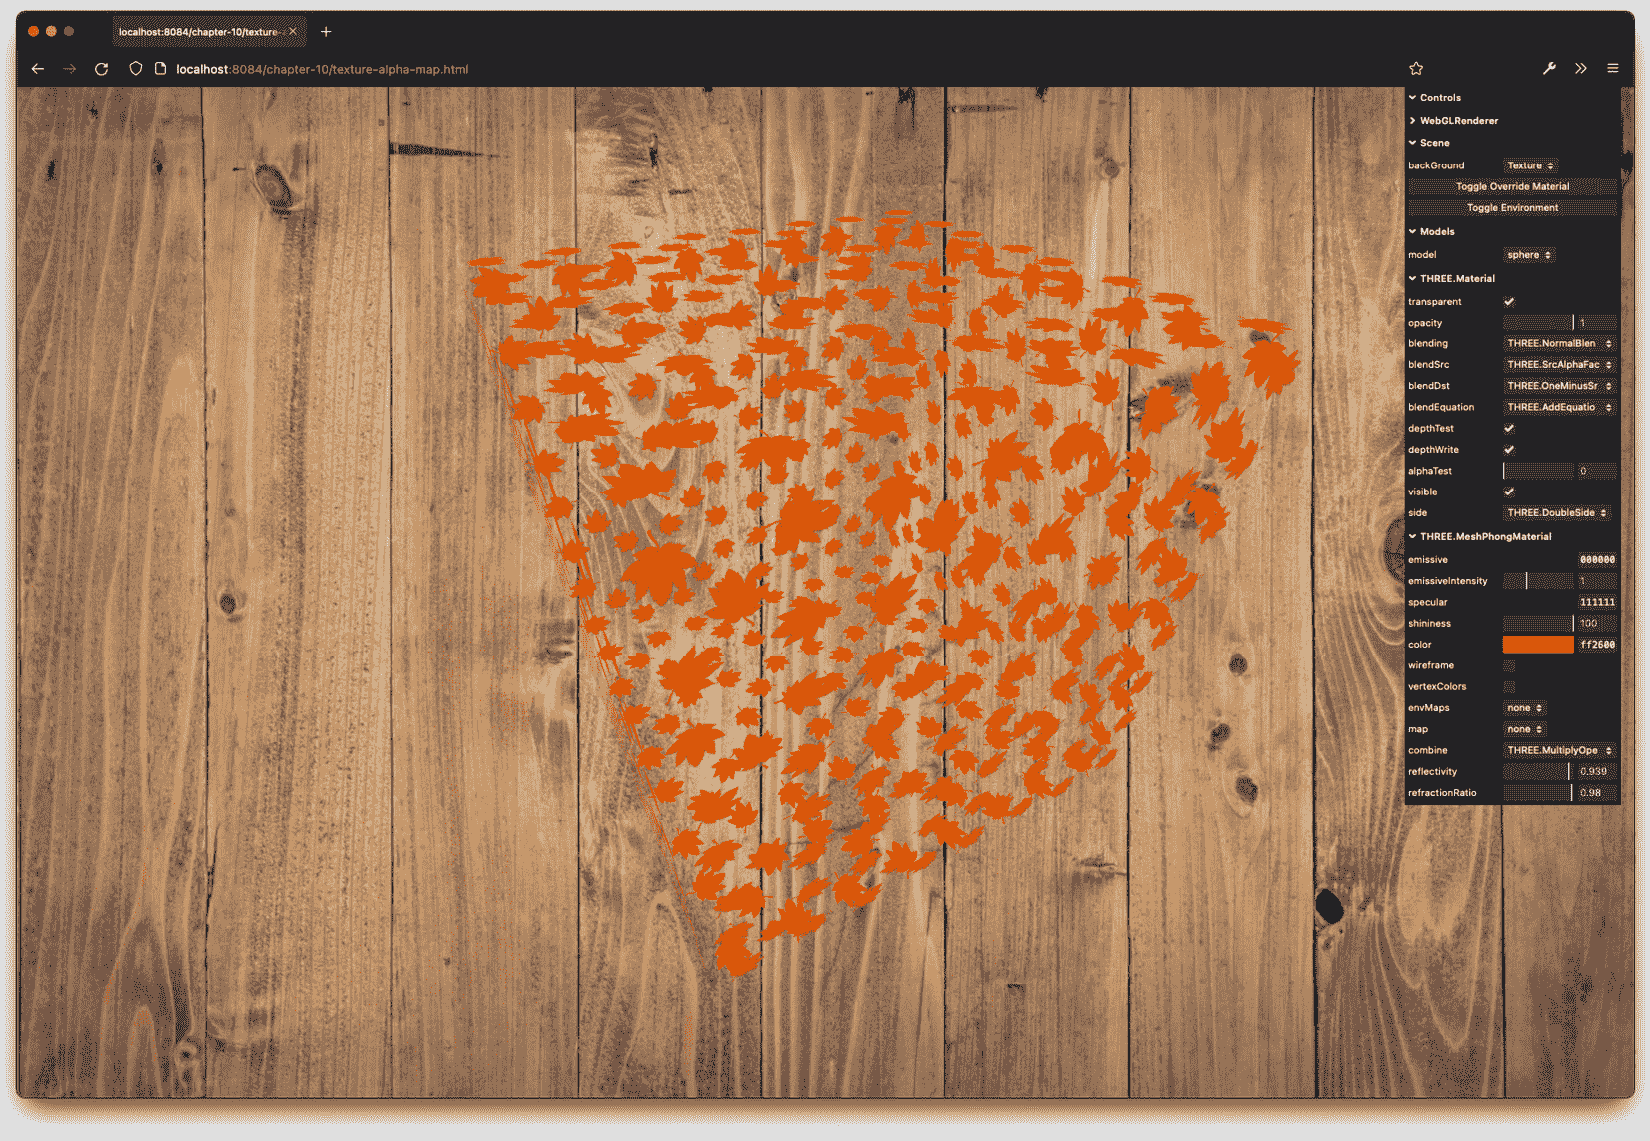 localhost:8084/chapter-10/texture-
localhost:8084/chapter-10/texture-alpha-map.html
Controls
WebGLRenderer
Scene
backGround Texture
Toggle Override Material
Toggle Environment
Models
model sphere
THREE.Material
transparent
opacity 1
blending THREE.NormalBlen
blendSrc THREE.SrcAlphaFac
blendDst THREE.OneMinusSr
blendEquation THREE.AddEquatio
depthTest
depthWrite
alphaTest 0
visible
side THREE.DoubleSide
THREE.MeshPhongMaterial
emissive 000000
emissiveIntensity 1
specular 111111
shininess 100
color ff2600
wireframe
vertexColors
envMaps none
map none
combine THREE.MultiplyOpe
reflectivity 0.939
refractionRatio 0.98